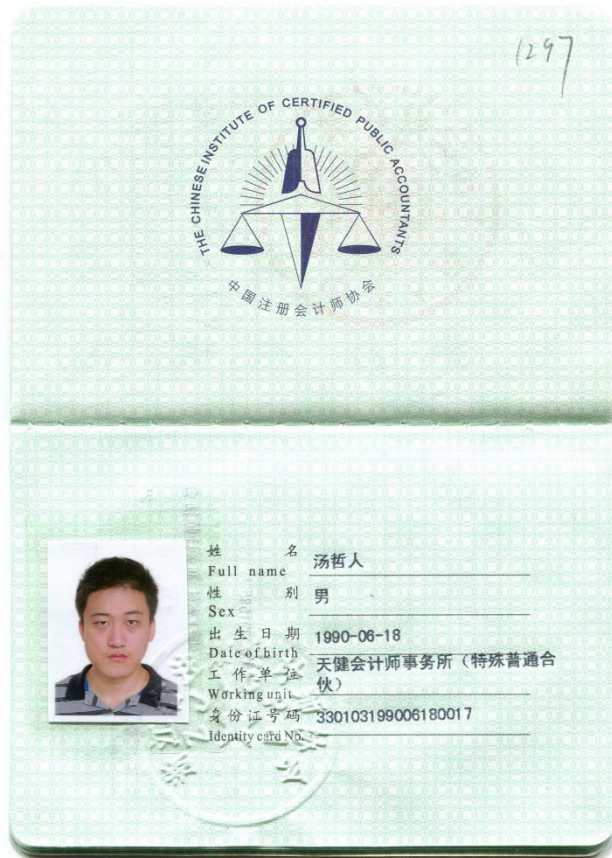 1297
THE CHINESE INSTITUTE OF CERTIFIED PUBLIC ACCOUNTANTS
中国注册会计师协会
姓 名 汤哲人
Full name
性 别 男
Sex
出生日期 1990-06-18
Date of birth
工作单位 天健会计师事务所（特殊普通合
Working unit 伙）
身份证号码 330103199006180017
Identity card No.